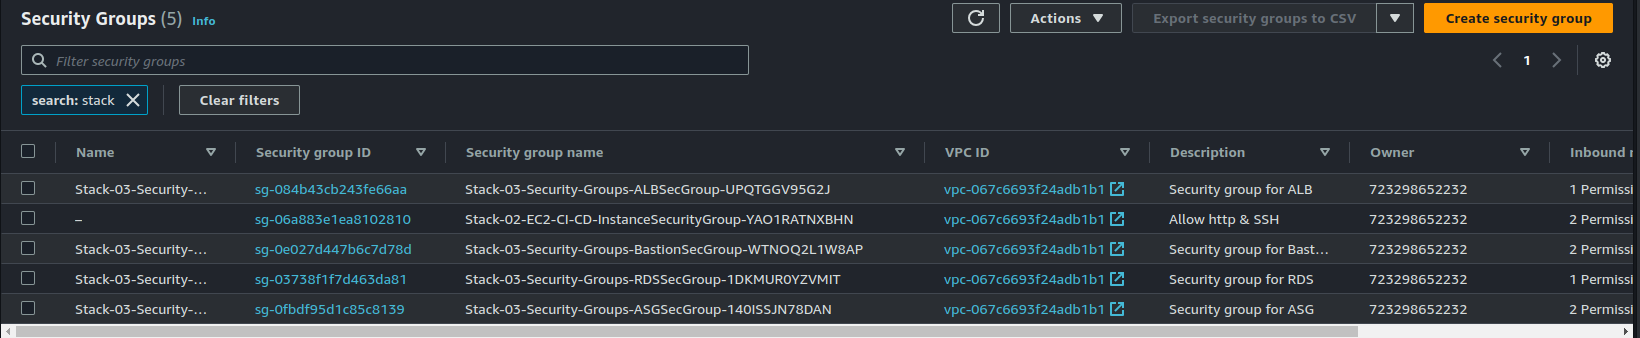 Security Groups (5) Info
Actions
Export security groups to CSV
Create security group
Filter security groups
1
search: stack
Clear filters
Name Security group ID Security group name VPC ID Description Owner Inbound r
Stack-03-Security-... sg-084b43cb243fe66aa Stack-03-Security-Groups-ALBSecGroup-UPQTGGV95G2J vpc-067c6693f24adb1b1 Security group for ALB 723298652232 1 Permissi
– sg-06a883e1ea8102810 Stack-02-EC2-CI-CD-InstanceSecurityGroup-YAO1RATNXBHN vpc-067c6693f24adb1b1 Allow http & SSH 723298652232 2 Permissi
Stack-03-Security-... sg-0e027d447b6c7d78d Stack-03-Security-Groups-BastionSecGroup-WTNOQ2L1W8AP vpc-067c6693f24adb1b1 Security group for Bast... 723298652232 2 Permissi
Stack-03-Security-... sg-03738f1f7d463da81 Stack-03-Security-Groups-RDSSecGroup-1DKMUR0YZVMIT vpc-067c6693f24adb1b1 Security group for RDS 723298652232 1 Permissi
Stack-03-Security-... sg-0fbdf95d1c85c8139 Stack-03-Security-Groups-ASGSecGroup-140ISSJN78DAN vpc-067c6693f24adb1b1 Security group for ASG 723298652232 2 Permissi